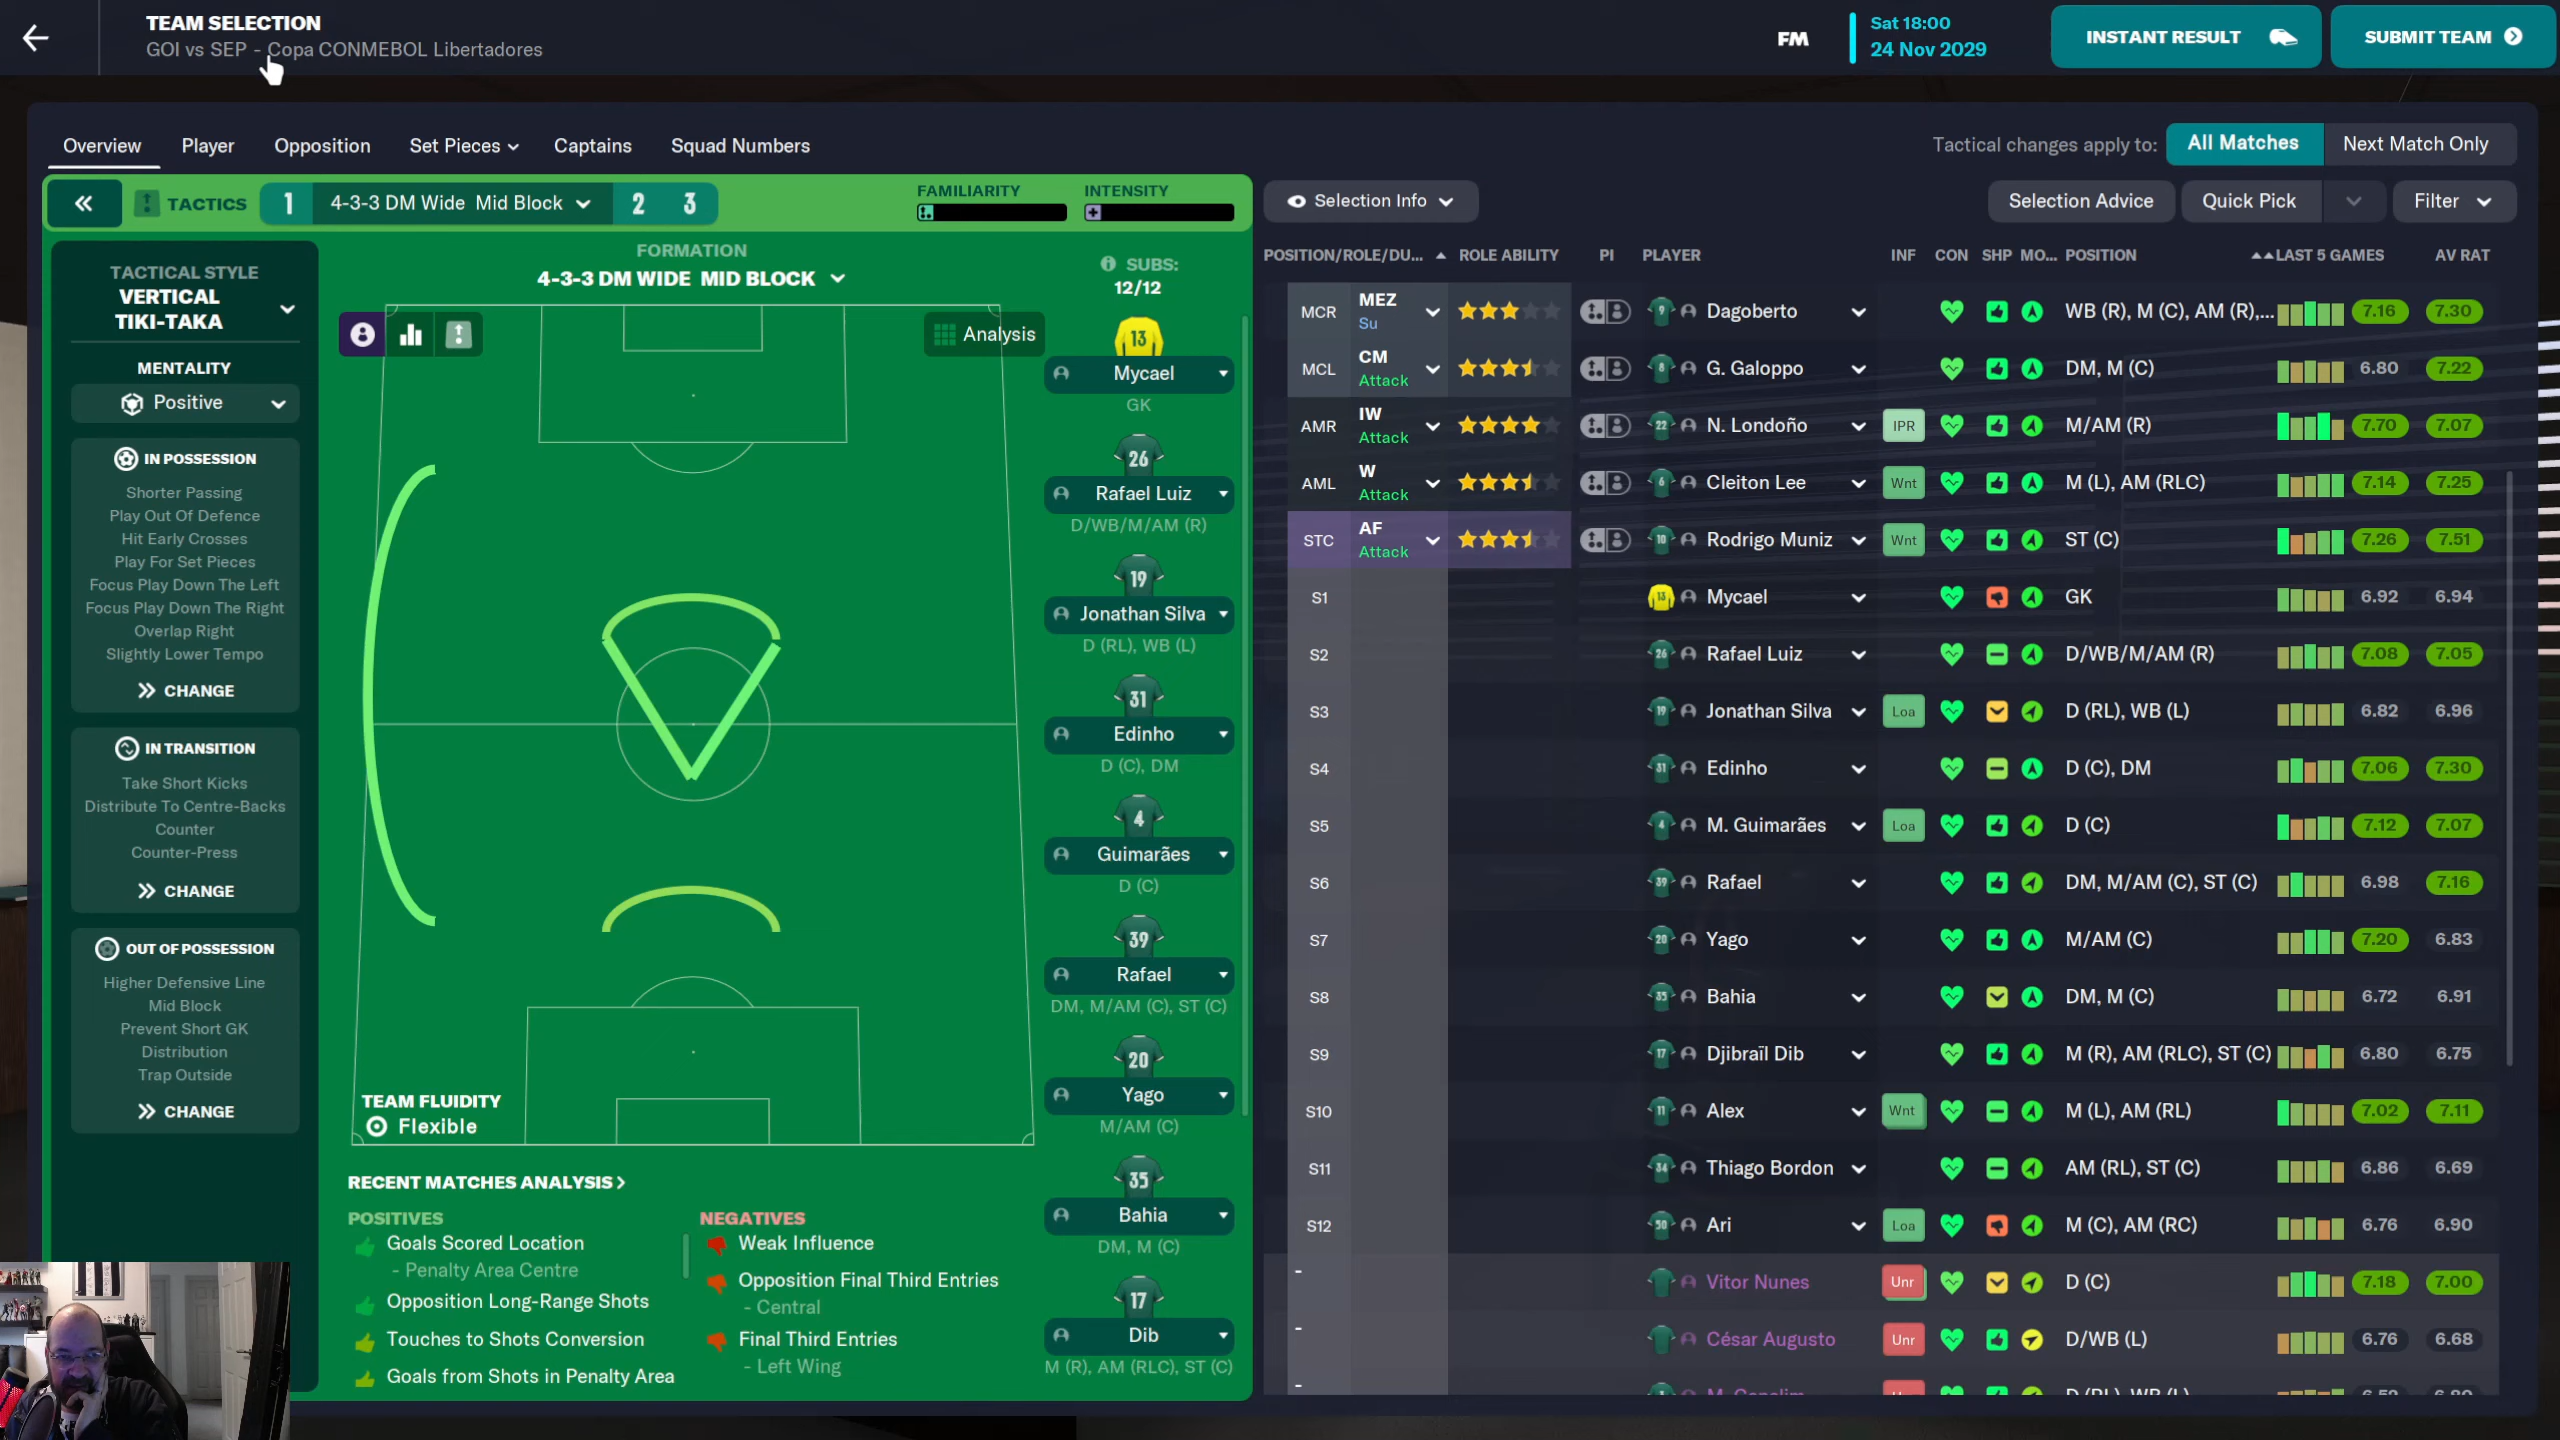 TEAM SELECTION
GOI vs SEP - Copa CONMEBOL Libertadores
FM
Sat 18:00
24 Nov 2029
INSTANT RESULT
SUBMIT TEAM
Overview Player Opposition Set Pieces Captains Squad Numbers
Tactical changes apply to: All Matches Next Match Only
TACTICS 1 4-3-3 DM Wide Mid Block 2 3
FAMILIARITY
INTENSITY
TACTICAL STYLE
VERTICAL
TIKI-TAKA
MENTALITY
Positive
IN POSSESSION
Shorter Passing
Play Out Of Defence
Hit Early Crosses
Play For Set Pieces
Focus Play Down The Left
Focus Play Down The Right
Overlap Right
Slightly Lower Tempo
CHANGE
IN TRANSITION
Take Short Kicks
Distribute To Centre-Backs
Counter
Counter-Press
CHANGE
OUT OF POSSESSION
Higher Defensive Line
Mid Block
Prevent Short GK
Distribution
Trap Outside
CHANGE
FORMATION
4-3-3 DM WIDE MID BLOCK
Analysis
TEAM FLUIDITY
Flexible
SUBS:
12/12
13
Mycael
GK
26
Rafael Luiz
D/WB/M/AM (R)
19
Jonathan Silva
D (RL), WB (L)
31
Edinho
D (C), DM
4
Guimarães
D (C)
39
Rafael
DM, M/AM (C), ST (C)
20
Yago
M/AM (C)
35
Bahia
DM, M (C)
17
Dib
M (R), AM (RLC), ST (C)
RECENT MATCHES ANALYSIS
POSITIVES
Goals Scored Location
- Penalty Area Centre
Opposition Long-Range Shots
Touches to Shots Conversion
Goals from Shots in Penalty Area
NEGATIVES
Weak Influence
Opposition Final Third Entries
- Central
Final Third Entries
- Left Wing
Selection Info
Selection Advice Quick Pick Filter
POSITION/ROLE/DU... ROLE ABILITY PI PLAYER INF CON SHP MO... POSITION LAST 5 GAMES AV RAT
MCR MEZ Su 9 Dagoberto WB (R), M (C), AM (R),... 7.16 7.30
MCL CM Attack 8 G. Galoppo DM, M (C) 6.80 7.22
AMR IW Attack 22 N. Londoño IPR M/AM (R) 7.70 7.07
AML W Attack 6 Cleiton Lee Wnt M (L), AM (RLC) 7.14 7.25
STC AF Attack 10 Rodrigo Muniz Wnt ST (C) 7.26 7.51
S1 13 Mycael GK 6.92 6.94
S2 26 Rafael Luiz D/WB/M/AM (R) 7.08 7.05
S3 19 Jonathan Silva Loa D (RL), WB (L) 6.82 6.96
S4 31 Edinho D (C), DM 7.06 7.30
S5 4 M. Guimarães Loa D (C) 7.12 7.07
S6 39 Rafael DM, M/AM (C), ST (C) 6.98 7.16
S7 20 Yago M/AM (C) 7.20 6.83
S8 35 Bahia DM, M (C) 6.72 6.91
S9 17 Djibraïl Dib M (R), AM (RLC), ST (C) 6.80 6.75
S10 11 Alex Wnt M (L), AM (RL) 7.02 7.11
S11 34 Thiago Bordon AM (RL), ST (C) 6.86 6.69
S12 50 Ari Loa M (C), AM (RC) 6.76 6.90
- Vitor Nunes Unr D (C) 7.18 7.00
- César Augusto Unr D/WB (L) 6.76 6.68
-